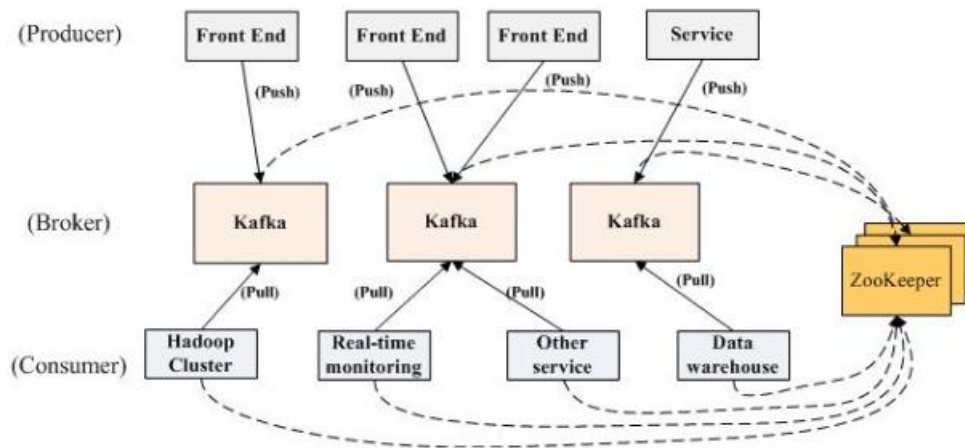 (Producer)
Front End
Front End
Front End
Service
(Push)
(Push)
(Push)
(Push)
(Broker)
Kafka
Kafka
Kafka
ZooKeeper
(Pull)
(Pull)
(Pull)
(Pull)
(Consumer)
Hadoop
Cluster
Real-time
monitoring
Other
service
Data
warehouse